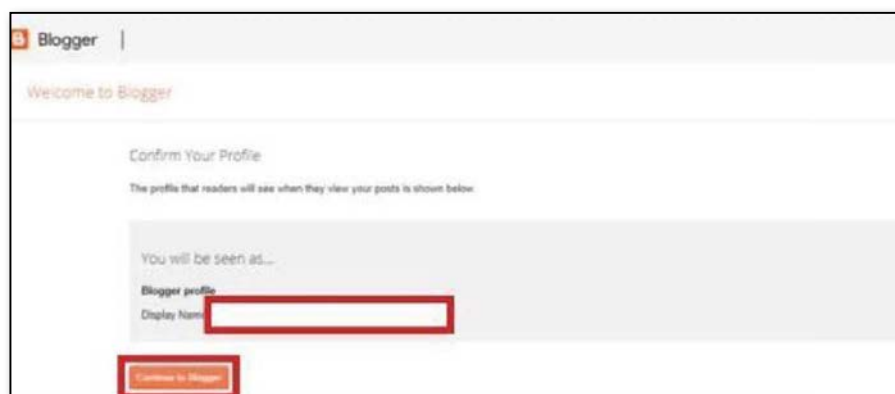 Blogger
Welcome to Blogger
Confirm Your Profile
The profile that readers will see when they view your posts is shown below.
You will be seen as...
Blogger profile
Display Name
Continue to Blogger